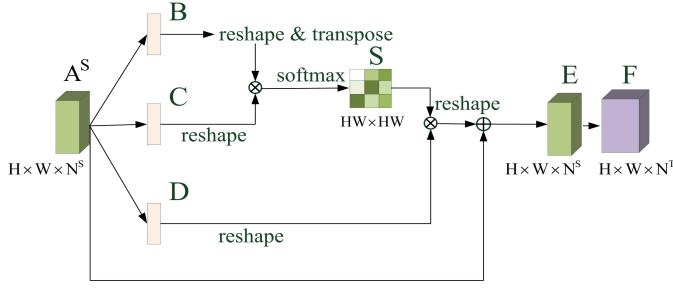 B
reshape & transpose
A^S
S
softmax
C
E
F
reshape
reshape
HW×HW
H×W×N^S
H×W×N^S
H×W×N^T
D
reshape